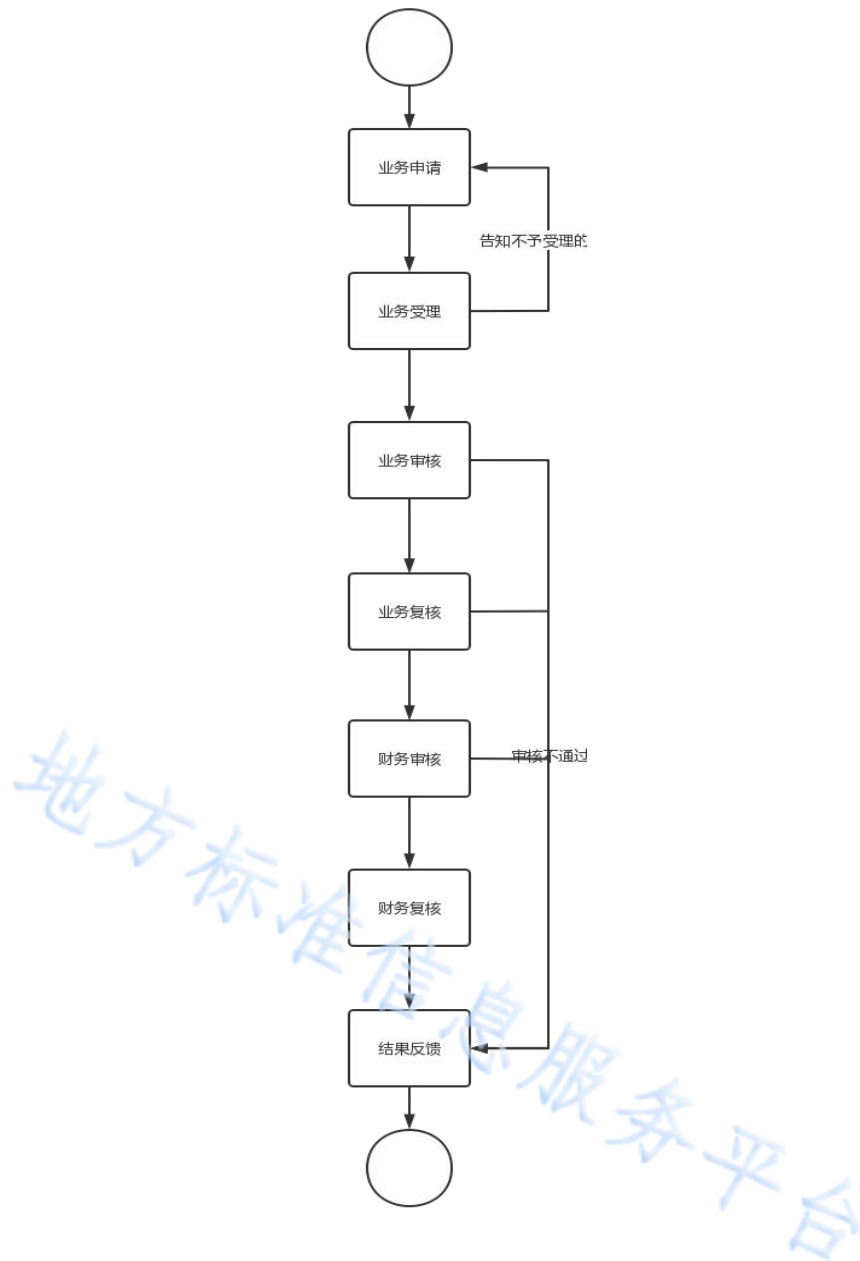 业务申请
告知不予受理的
业务受理
业务审核
业务复核
财务审核
审核不通过
财务复核
结果反馈
地方标准信息服务平台